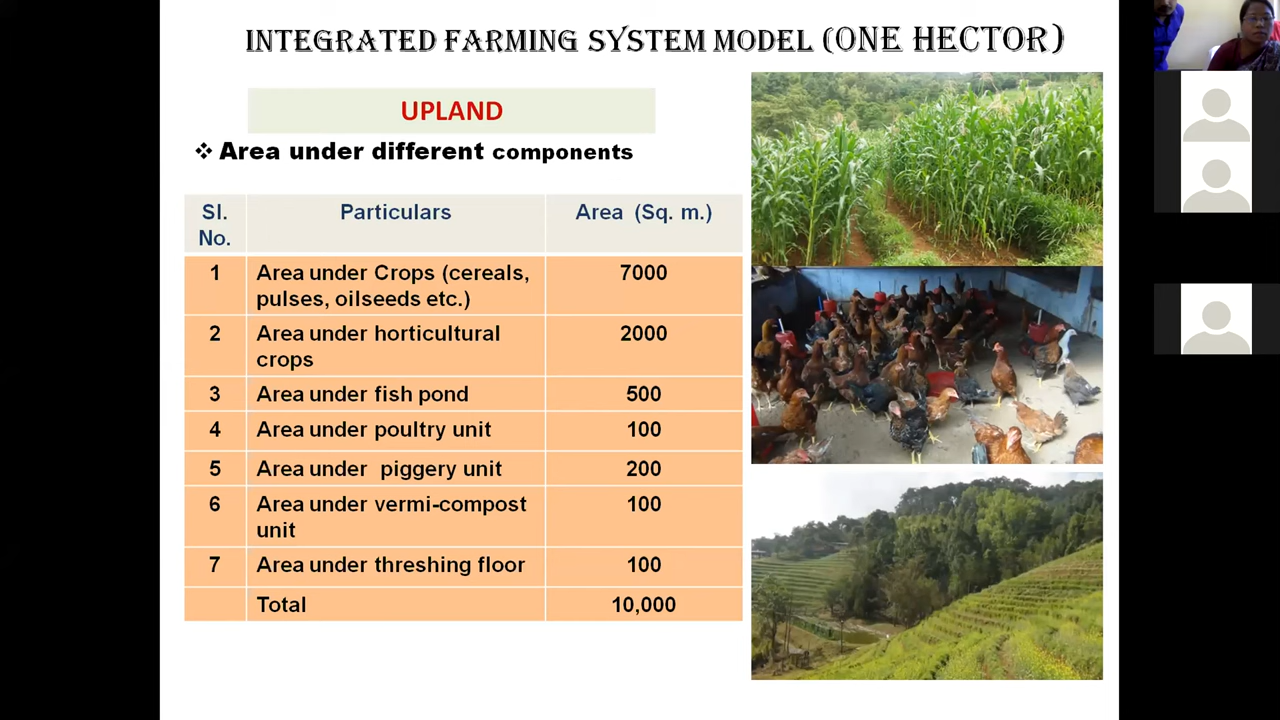 INTEGRATED FARMING SYSTEM MODEL (ONE HECTOR)
UPLAND
❖ Area under different components
Sl. No. Particulars Area (Sq. m.)
1 Area under Crops (cereals, pulses, oilseeds etc.) 7000
2 Area under horticultural crops 2000
3 Area under fish pond 500
4 Area under poultry unit 100
5 Area under piggery unit 200
6 Area under vermi-compost unit 100
7 Area under threshing floor 100
Total 10,000